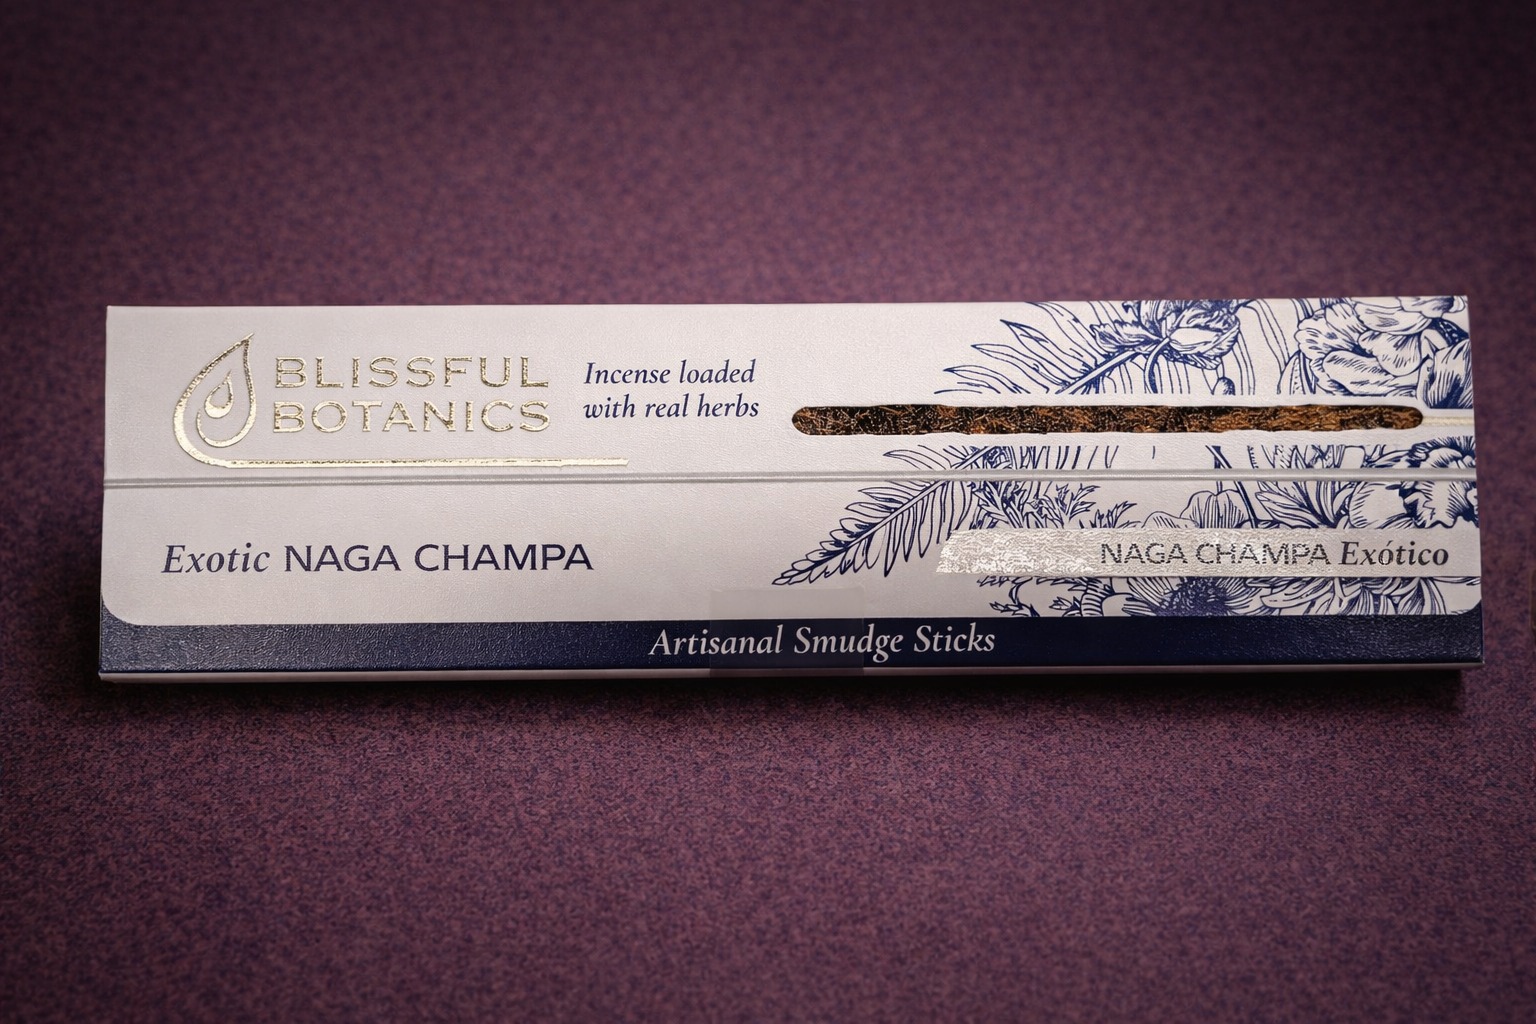 BLISSFUL
BOTANICS
Incense loaded
with real herbs
Exotic NAGA CHAMPA
NAGA CHAMPA Exótico
Artisanal Smudge Sticks